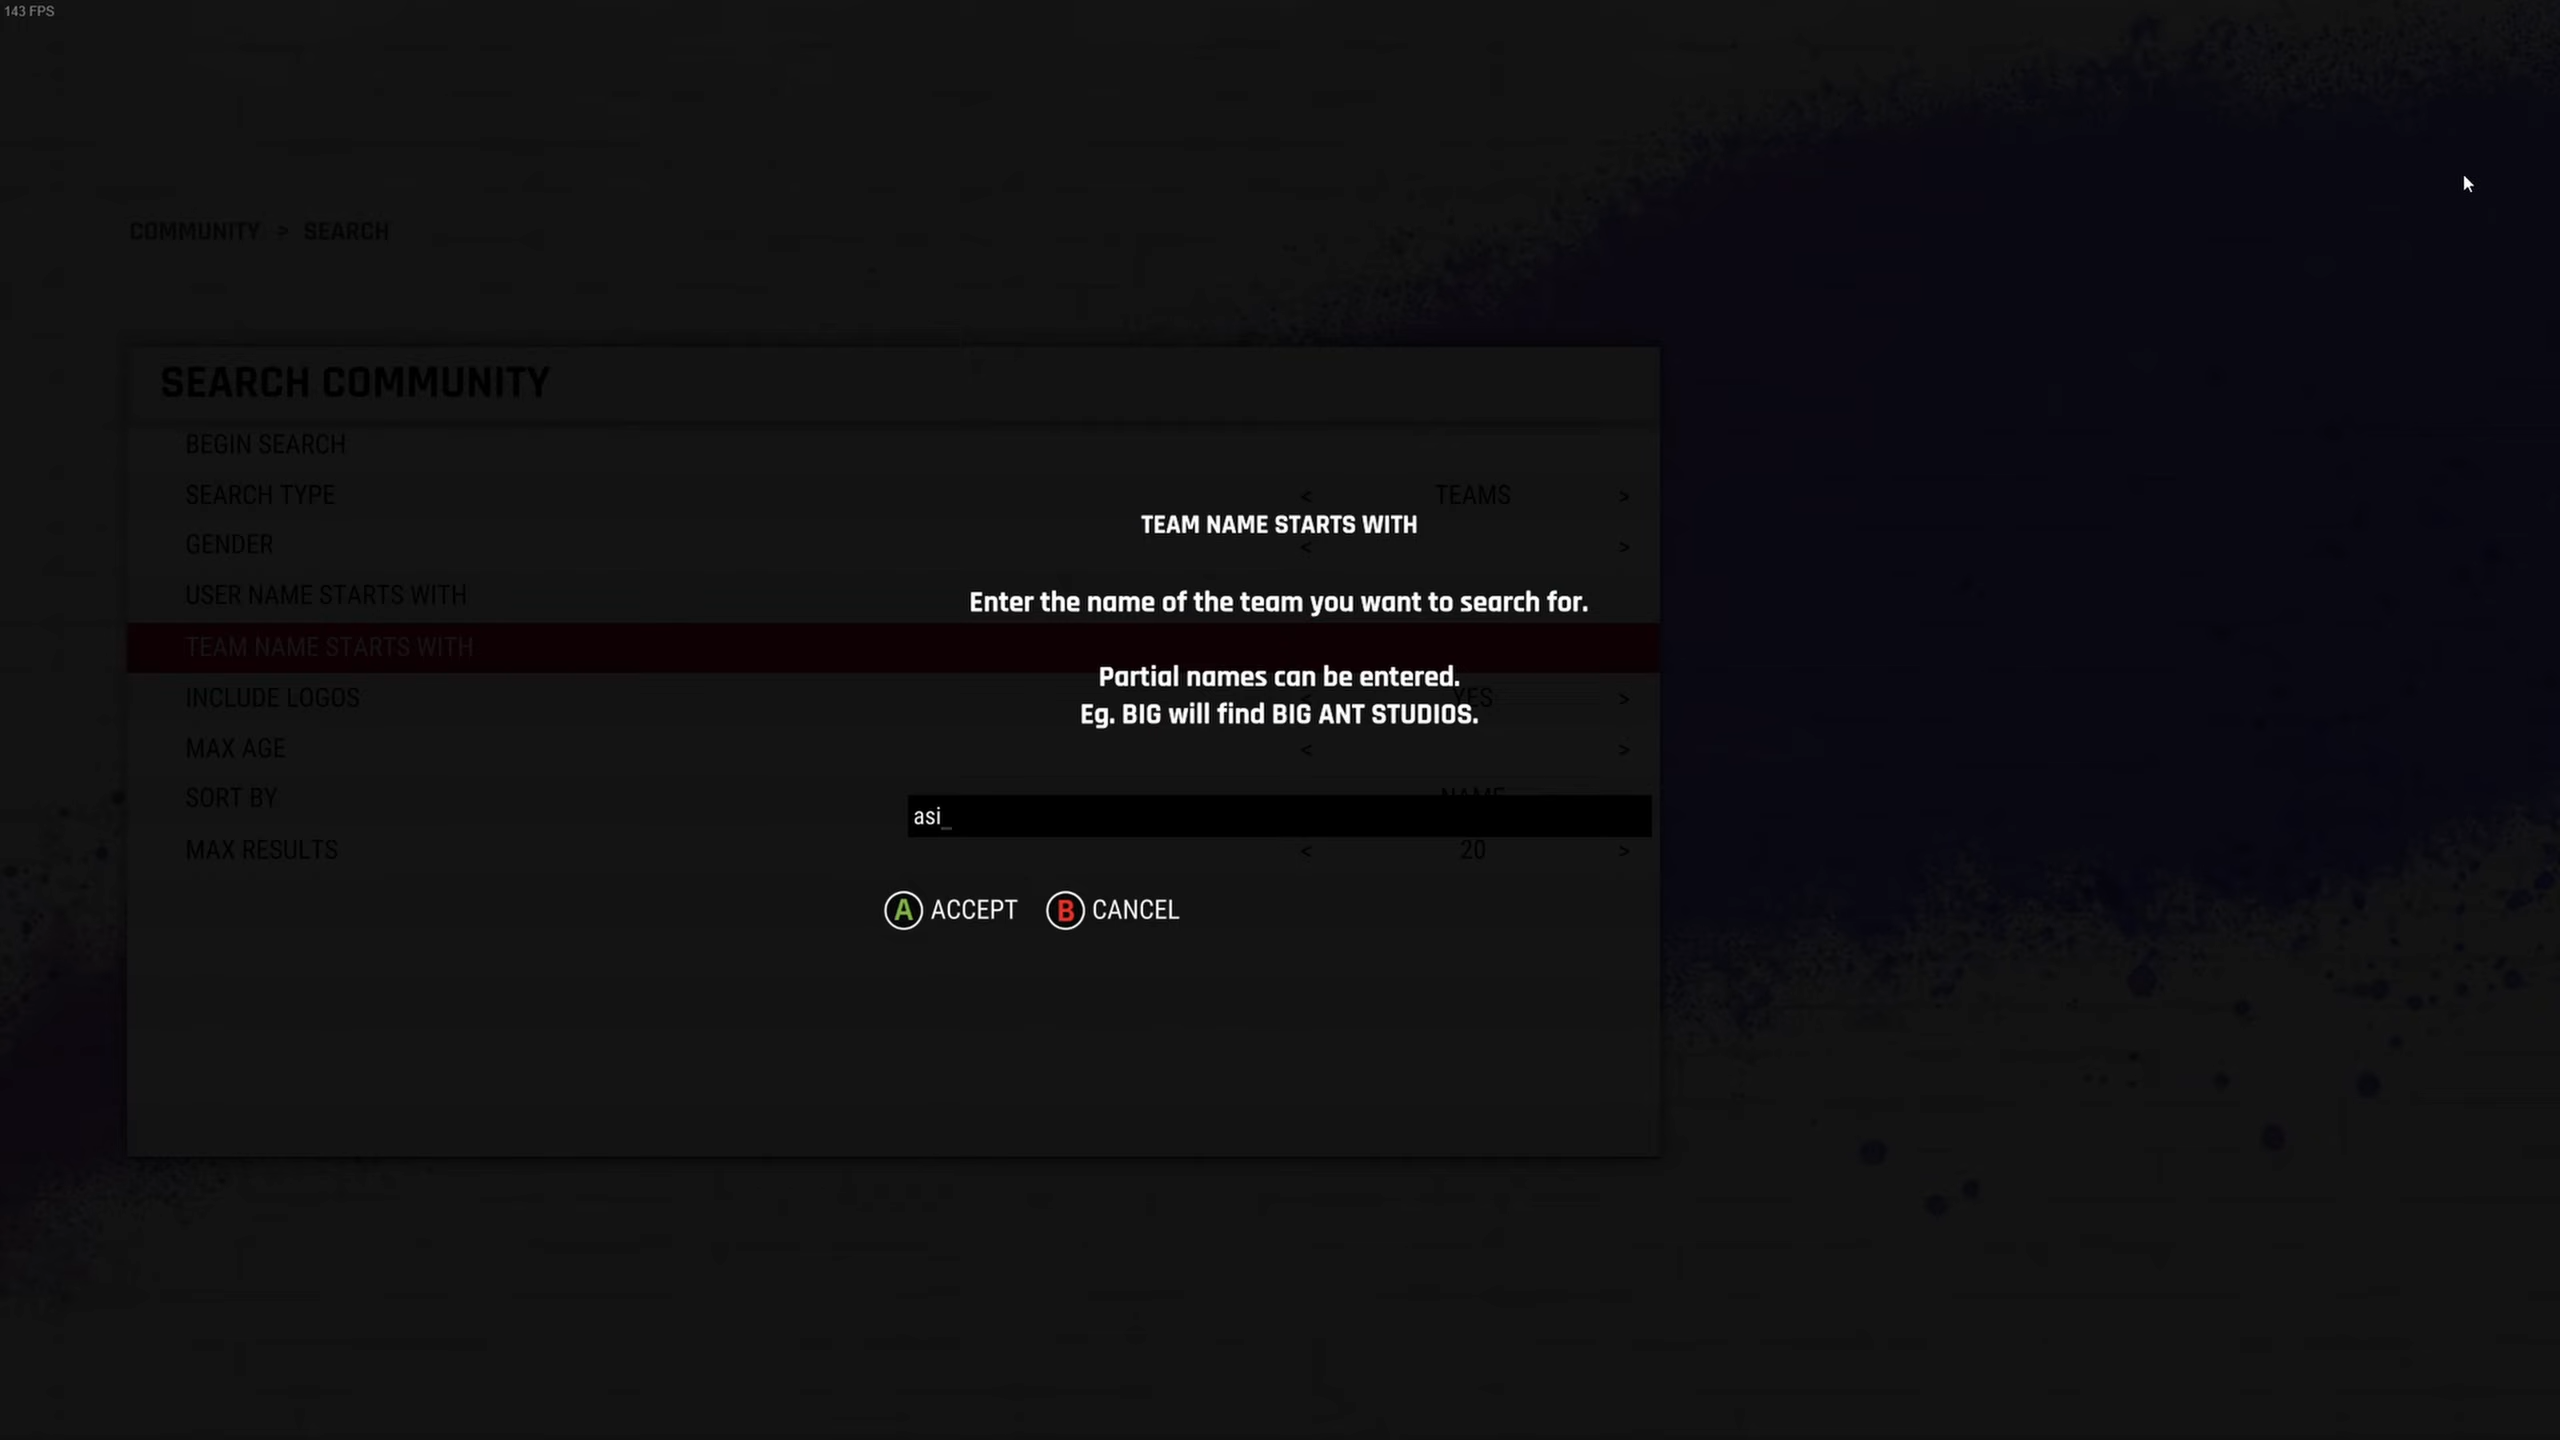 143 FPS
COMMUNITY > SEARCH
SEARCH COMMUNITY
BEGIN SEARCH
SEARCH TYPE < TEAMS >
TEAM NAME STARTS WITH
GENDER < >
USER NAME STARTS WITH
Enter the name of the team you want to search for.
TEAM NAME STARTS WITH
Partial names can be entered.
INCLUDE LOGOS < YES >
Eg. BIG will find BIG ANT STUDIOS.
MAX AGE < >
SORT BY NAME
asi_
MAX RESULTS < 20 >
A ACCEPT B CANCEL